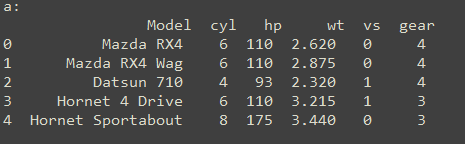 a:
Model cyl hp wt vs gear
0 Mazda RX4 6 110 2.620 0 4
1 Mazda RX4 Wag 6 110 2.875 0 4
2 Datsun 710 4 93 2.320 1 4
3 Hornet 4 Drive 6 110 3.215 1 3
4 Hornet Sportabout 8 175 3.440 0 3